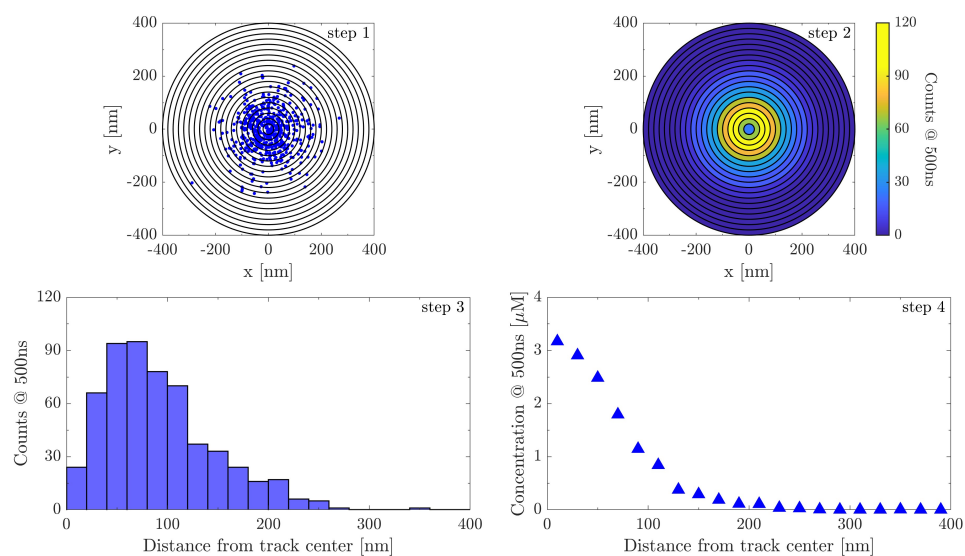 step 1
400
200
0
-200
-400
y [nm]
-400 -200 0 200 400
x [nm]
step 2
400
200
0
-200
-400
y [nm]
-400 -200 0 200 400
x [nm]
120
90
60
30
0
Counts @ 500ns
step 3
120
90
60
30
0
Counts @ 500ns
0 100 200 300 400
Distance from track center [nm]
step 4
4
3
2
1
0
Concentration @ 500ns [μM]
0 100 200 300 400
Distance from track center [nm]